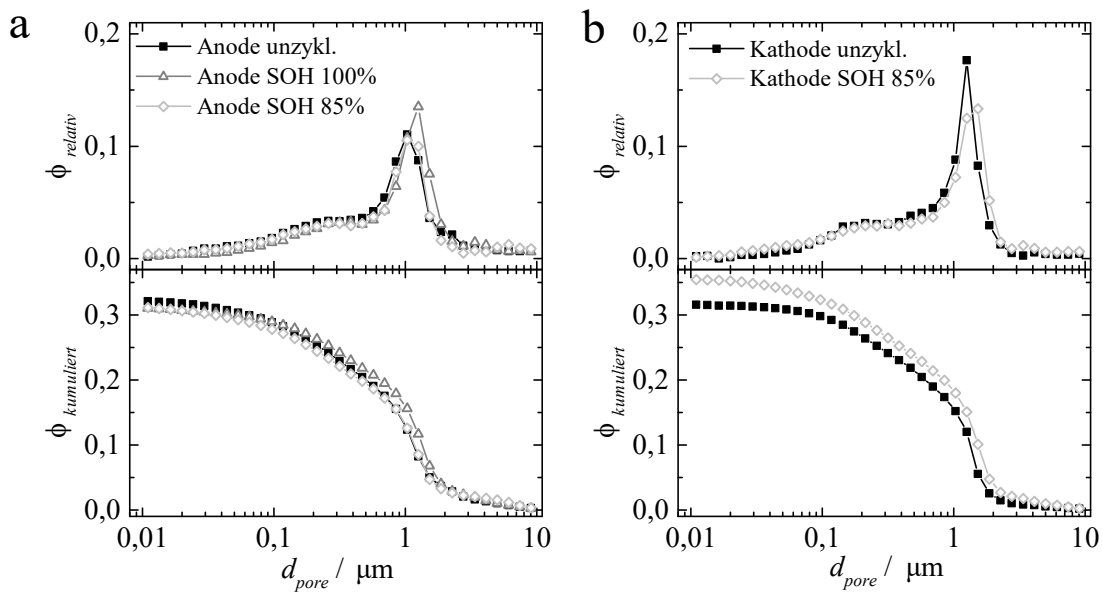 a
0,2
Anode unzykl.
Anode SOH 100%
Anode SOH 85%
ϕ relativ
0,1
0,0
0,3
ϕ kumuliert
0,2
0,1
0,0
0,01 0,1 1 10
d pore / μm
b
0,2
Kathode unzykl.
Kathode SOH 85%
ϕ relativ
0,1
0,0
0,3
ϕ kumuliert
0,2
0,1
0,0
0,01 0,1 1 10
d pore / μm